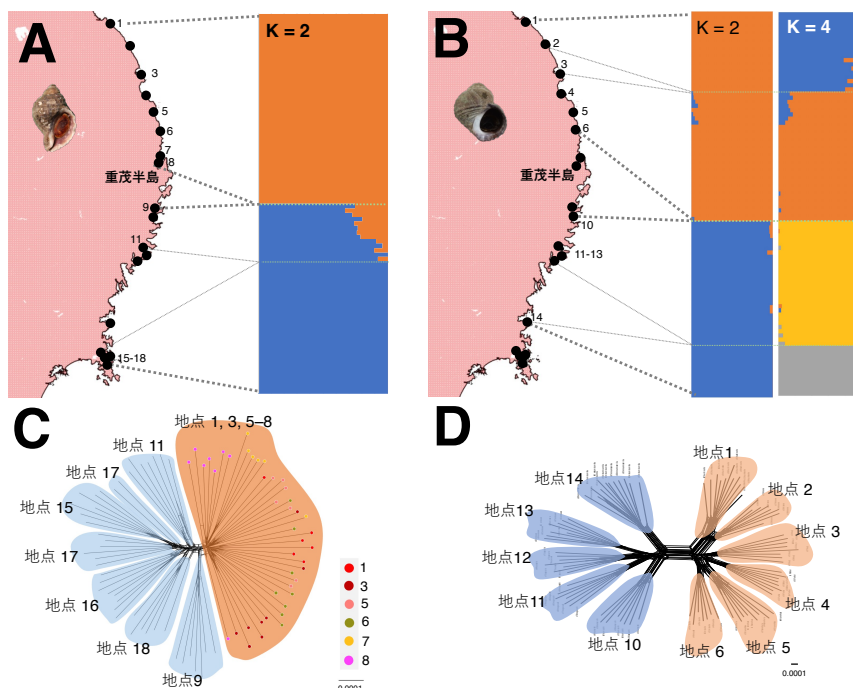 A
1
3
5
6
7
8
重茂半島
9
11
15-18
K = 2
B
1
2
3
4
5
6
重茂半島
10
11-13
14
K = 2
K = 4
C
地点 1, 3, 5–8
地点 11
地点 17
地点 15
地点 17
地点 16
地点 18
地点9
1
3
5
6
7
8
0.0001
D
地点1
地点 2
地点 3
地点 4
地点 5
地点 6
地点 10
地点11
地点 12
地点13
地点14
0.0001